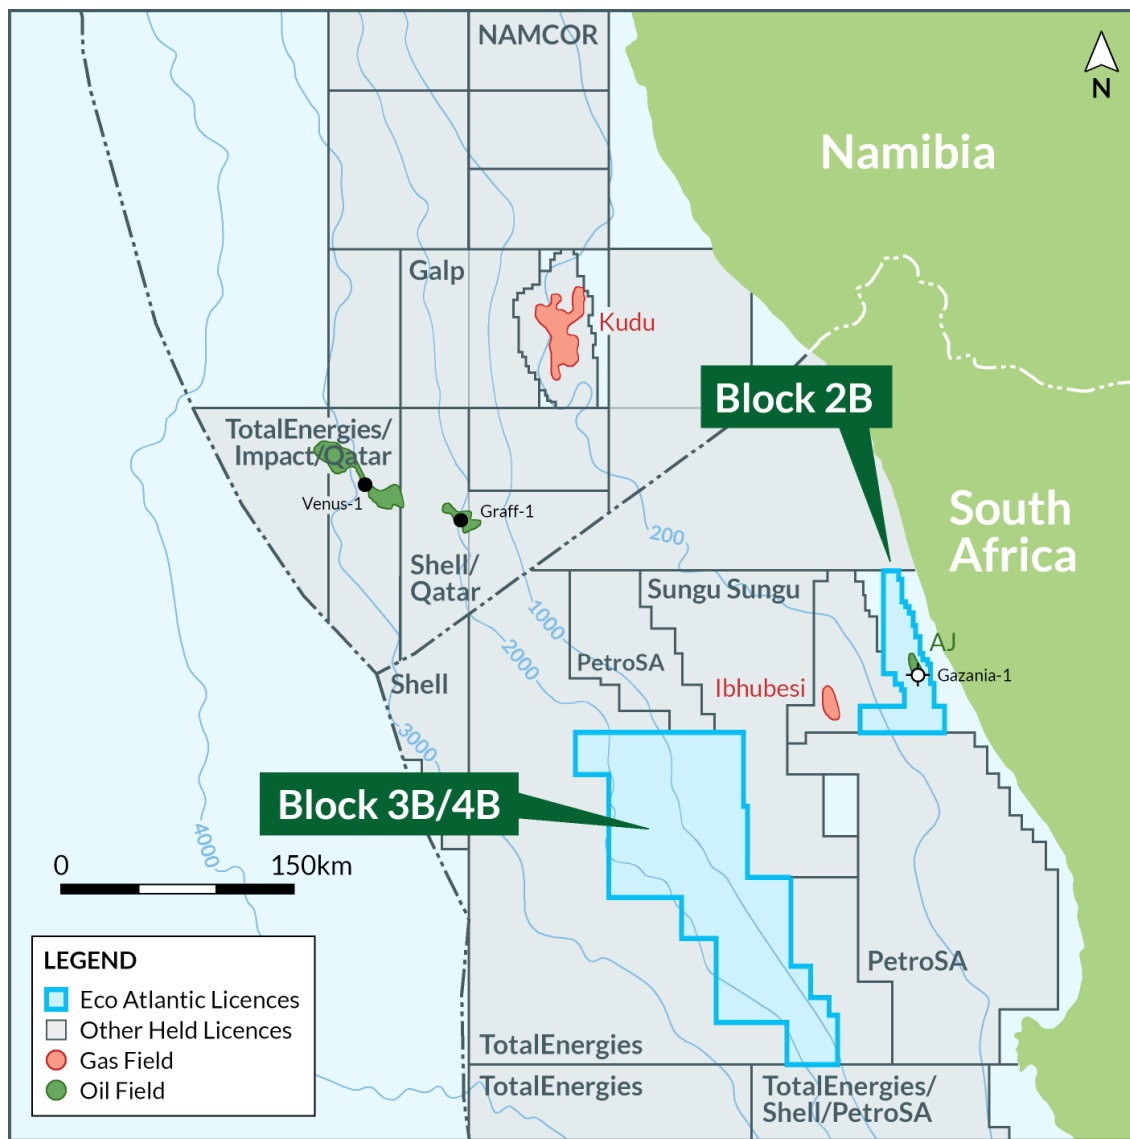 NAMCOR
N
Namibia
Galp
Kudu
Block 2B
TotalEnergies/
Impact/Qatar
Venus-1
Graff-1
South
Africa
200
Shell/
Qatar
Sungu Sungu
1000
2000
PetroSA
AJ
Gazania-1
Ibhubesi
Shell
3000
Block 3B/4B
4000
0 150km
LEGEND
Eco Atlantic Licences
Other Held Licences
Gas Field
Oil Field
PetroSA
TotalEnergies
TotalEnergies
TotalEnergies/
Shell/PetroSA